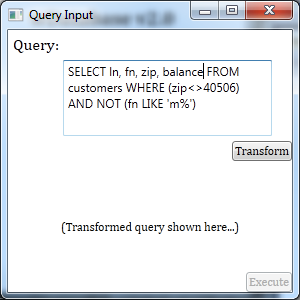 Query Input
Query:
SELECT ln, fn, zip, balance FROM
customers WHERE (zip<>40506)
AND NOT (fn LIKE 'm%')
Transform
(Transformed query shown here...)
Execute